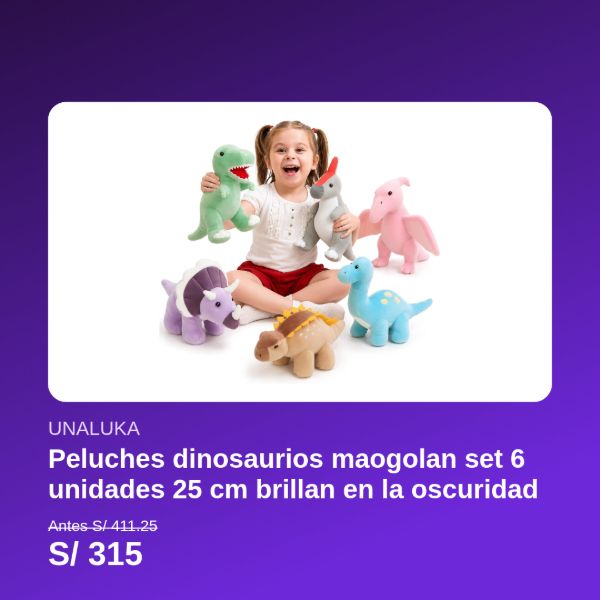 UNALUKA
Peluches dinosaurios maogolan set 6
unidades 25 cm brillan en la oscuridad
Antes S/ 411.25
S/ 315